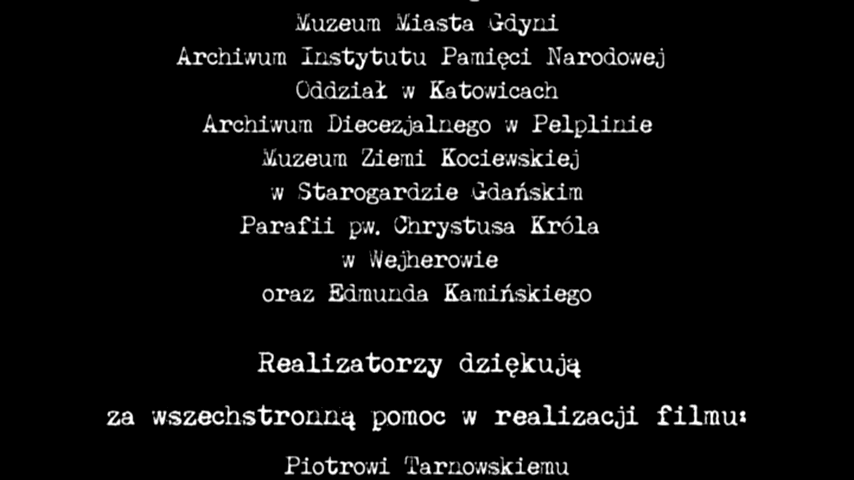 Muzeum Miasta Gdyni
Archiwum Instytutu Pamięci Narodowej
Oddział w Katowicach
Archiwum Diecezjalnego w Pelplinie
Muzeum Ziemi Kociewskiej
w Starogardzie Gdańskim
Parafii pw. Chrystusa Króla
w Wejherowie
oraz Edmunda Kamińskiego
Realizatorzy dziękują
za wszechstronną pomoc w realizacji filmu:
Piotrowi Tarnowskiemu